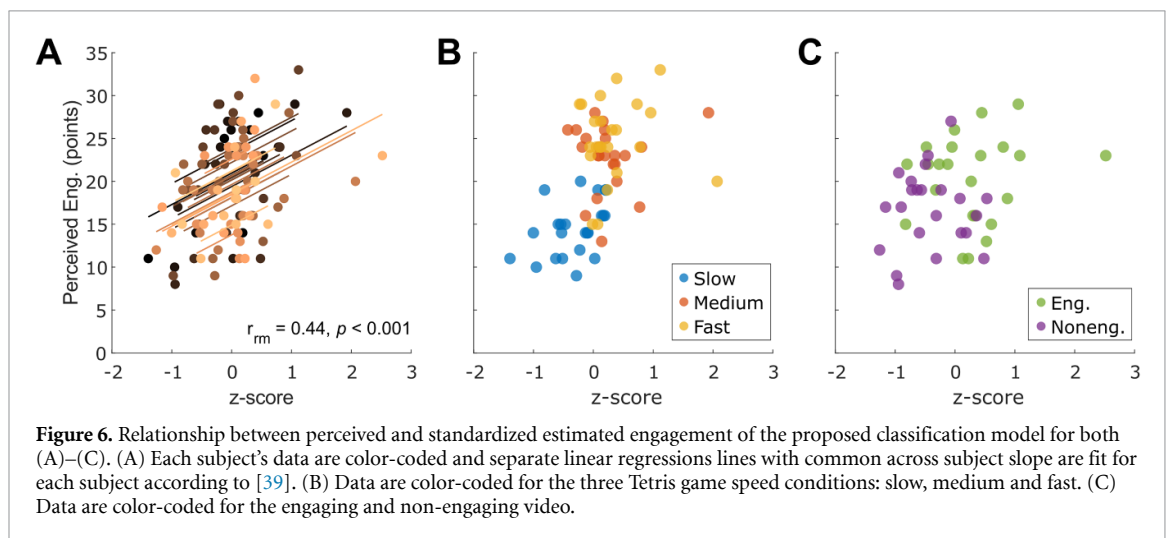 A
B
C
Perceived Eng. (points)
35
30
25
20
15
10
5
0
r_rm = 0.44, p < 0.001
-2 -1 0 1 2 3
z-score
Slow
Medium
Fast
-2 -1 0 1 2 3
z-score
Eng.
Noneng.
-2 -1 0 1 2 3
z-score
Figure 6. Relationship between perceived and standardized estimated engagement of the proposed classification model for both
(A)–(C). (A) Each subject's data are color-coded and separate linear regressions lines with common across subject slope are fit for
each subject according to [39]. (B) Data are color-coded for the three Tetris game speed conditions: slow, medium and fast. (C)
Data are color-coded for the engaging and non-engaging video.